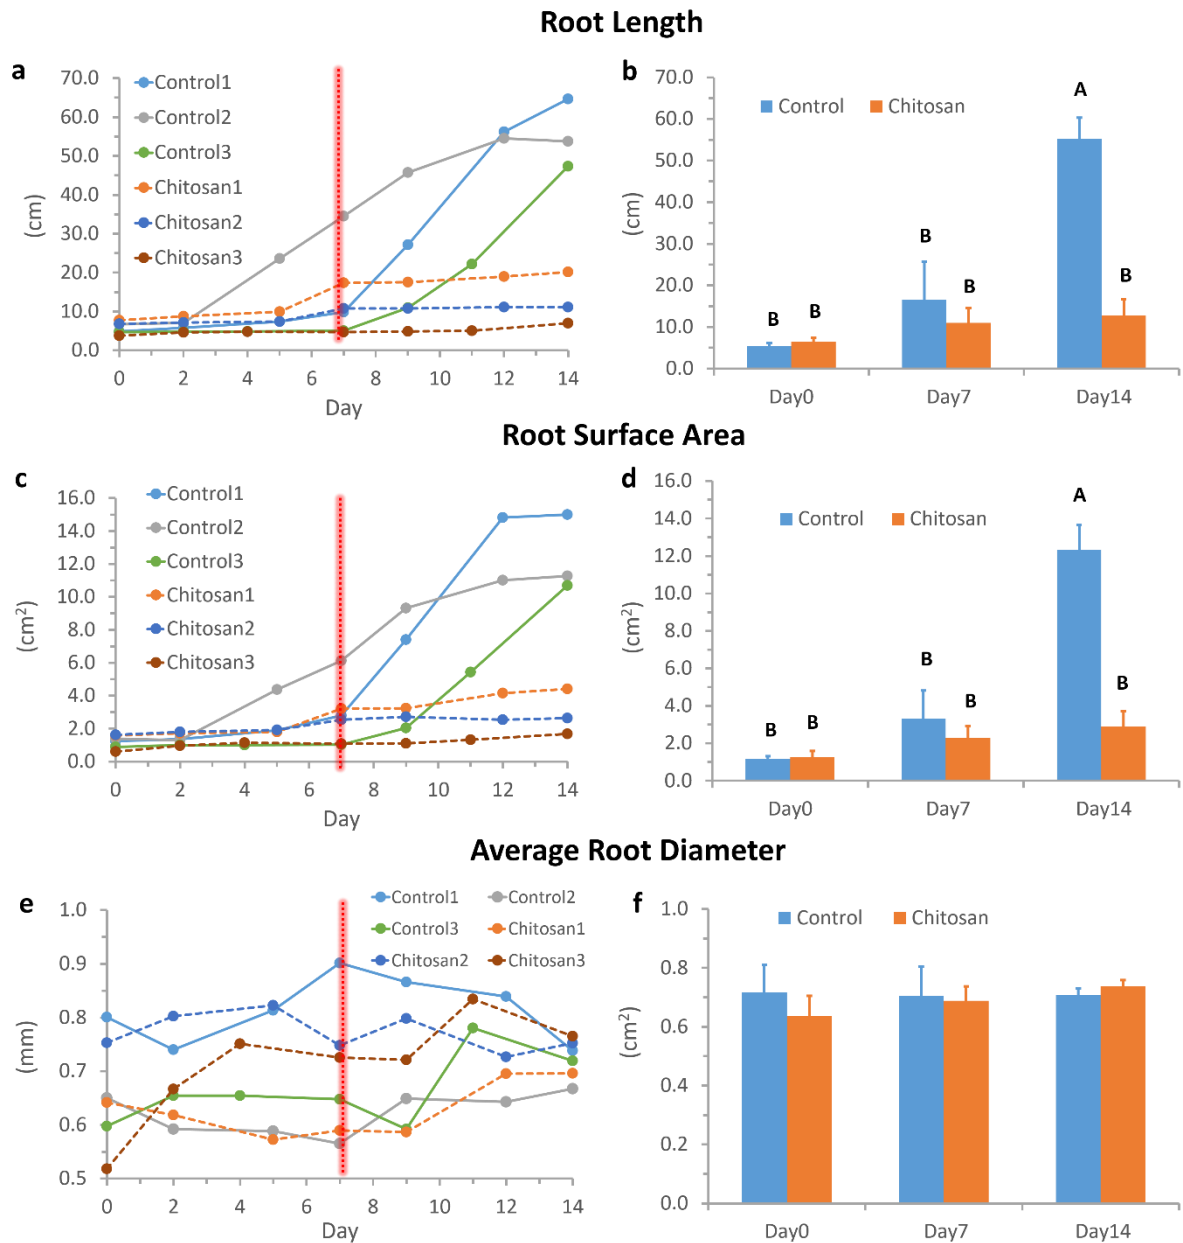 Root Length
a
70.0
60.0
50.0
40.0
30.0
20.0
10.0
0.0
(cm)
Control1
Control2
Control3
Chitosan1
Chitosan2
Chitosan3
0 2 4 6 8 10 12 14
Day
b
70.0
60.0
50.0
40.0
30.0
20.0
10.0
0.0
(cm)
Control Chitosan
B B B B A B
Day0 Day7 Day14
Root Surface Area
c
16.0
14.0
12.0
10.0
8.0
6.0
4.0
2.0
0.0
(cm²)
Control1
Control2
Control3
Chitosan1
Chitosan2
Chitosan3
0 2 4 6 8 10 12 14
Day
d
16.0
14.0
12.0
10.0
8.0
6.0
4.0
2.0
0.0
(cm²)
Control Chitosan
B B B B A B
Day0 Day7 Day14
Average Root Diameter
e
1.0
0.9
0.8
0.7
0.6
0.5
(mm)
Control1 Control2
Control3 Chitosan1
Chitosan2 Chitosan3
0 2 4 6 8 10 12 14
Day
f
1.0
0.8
0.6
0.4
0.2
0.0
(cm²)
Control Chitosan
Day0 Day7 Day14